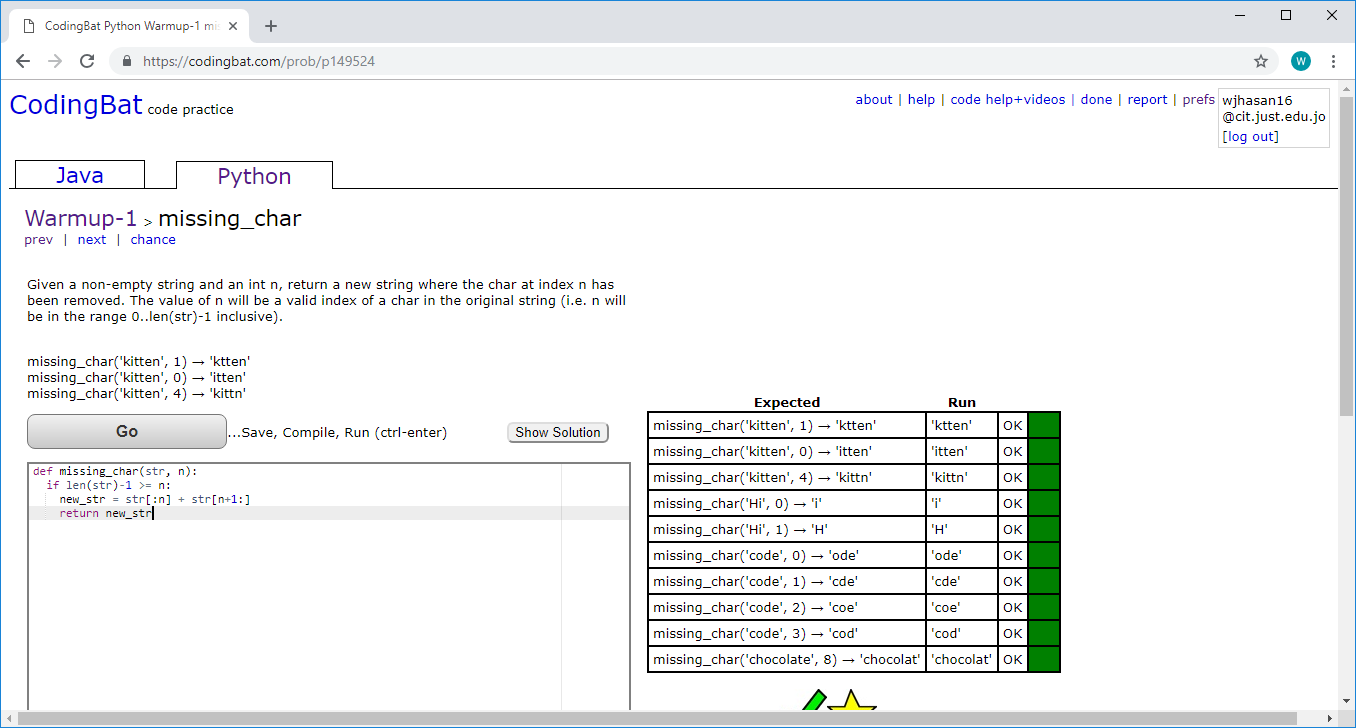 CodingBat Python Warmup-1 mi
https://codingbat.com/prob/p149524
W
CodingBat code practice
about | help | code help+videos | done | report | prefs
wjhasan16
@cit.just.edu.jo
[log out]
Java
Python
Warmup-1 > missing_char
prev | next | chance
Given a non-empty string and an int n, return a new string where the char at index n has
been removed. The value of n will be a valid index of a char in the original string (i.e. n will
be in the range 0..len(str)-1 inclusive).
missing_char('kitten', 1) → 'ktten'
missing_char('kitten', 0) → 'itten'
missing_char('kitten', 4) → 'kittn'
Go ...Save, Compile, Run (ctrl-enter) Show Solution
def missing_char(str, n):
  if len(str)-1 >= n:
    new_str = str[:n] + str[n+1:]
    return new_str
Expected Run
missing_char('kitten', 1) → 'ktten' 'ktten' OK
missing_char('kitten', 0) → 'itten' 'itten' OK
missing_char('kitten', 4) → 'kittn' 'kittn' OK
missing_char('Hi', 0) → 'i' 'i' OK
missing_char('Hi', 1) → 'H' 'H' OK
missing_char('code', 0) → 'ode' 'ode' OK
missing_char('code', 1) → 'cde' 'cde' OK
missing_char('code', 2) → 'coe' 'coe' OK
missing_char('code', 3) → 'cod' 'cod' OK
missing_char('chocolate', 8) → 'chocolat' 'chocolat' OK